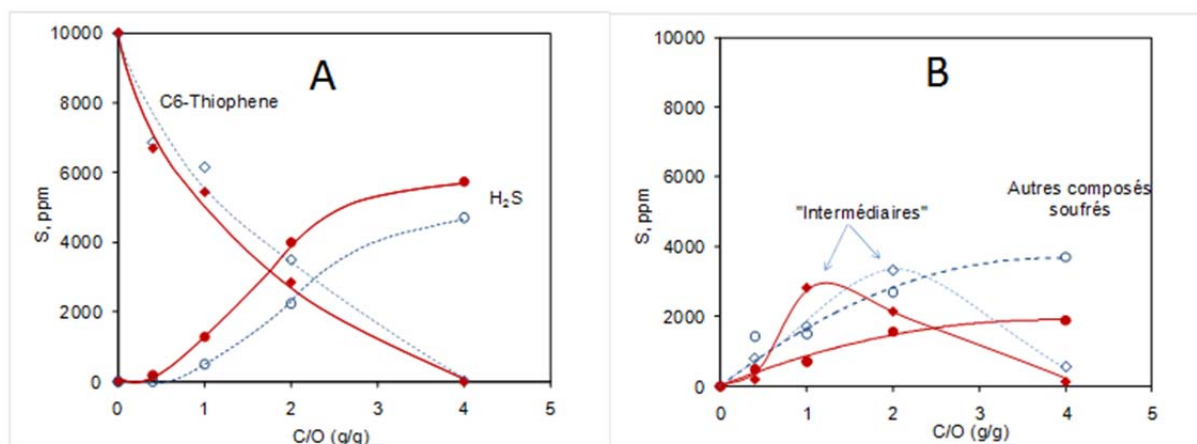 A
10000
8000
6000
4000
2000
0
S, ppm
C6-Thiophene
H₂S
0 1 2 3 4 5
C/O (g/g)
B
10000
8000
6000
4000
2000
0
S, ppm
Autres composés
soufrés
"Intermédiaires"
0 1 2 3 4 5
C/O (g/g)